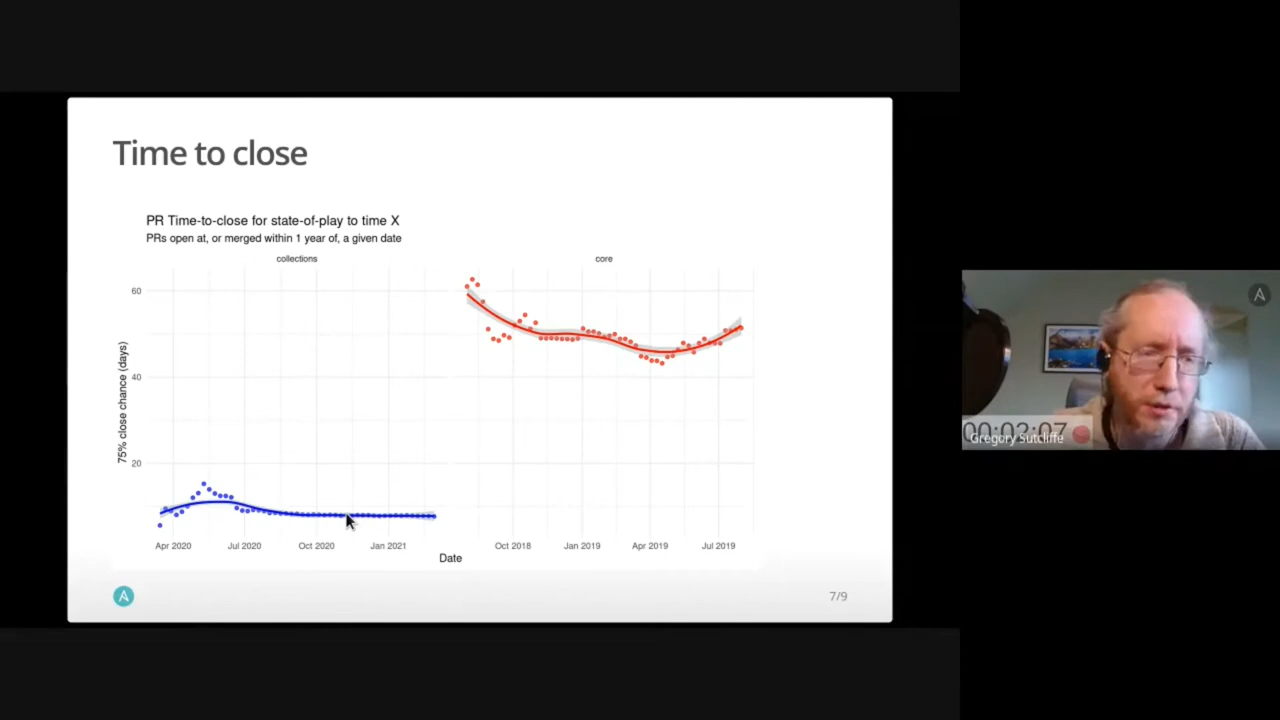 Time to close
PR Time-to-close for state-of-play to time X
PRs open at, or merged within 1 year of, a given date
collections
core
60
40
20
75% close chance (days)
Apr 2020
Jul 2020
Oct 2020
Jan 2021
Oct 2018
Jan 2019
Apr 2019
Jul 2019
Date
7/9
00:02:07
Gregory Sutcliffe